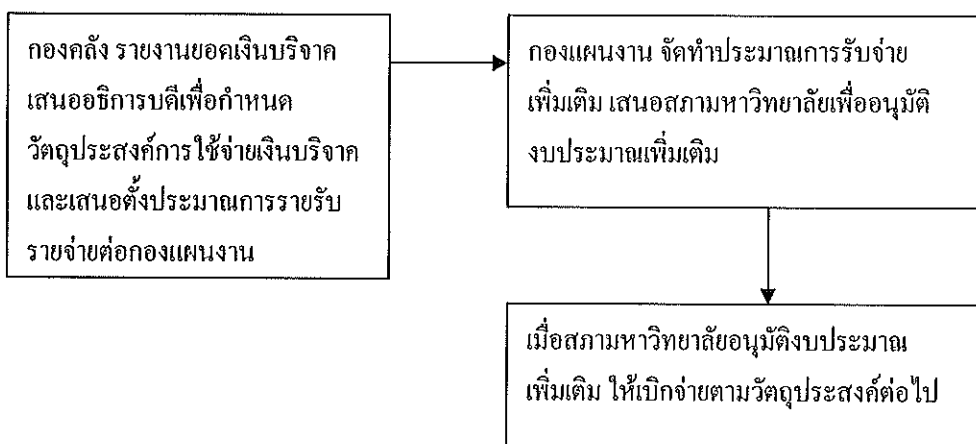 กองคลัง รายงานยอดเงินบริจาค
เสนออธิการบดีเพื่อกำหนด
วัตถุประสงค์การใช้จ่ายเงินบริจาค
และเสนอตั้งประมาณการรายรับ
รายจ่ายต่อกองแผนงาน
กองแผนงาน จัดทำประมาณการรับจ่าย
เพิ่มเติม เสนอสภามหาวิทยาลัยเพื่ออนุมัติ
งบประมาณเพิ่มเติม
เมื่อสภามหาวิทยาลัยอนุมัติงบประมาณ
เพิ่มเติม ให้เบิกจ่ายตามวัตถุประสงค์ต่อไป